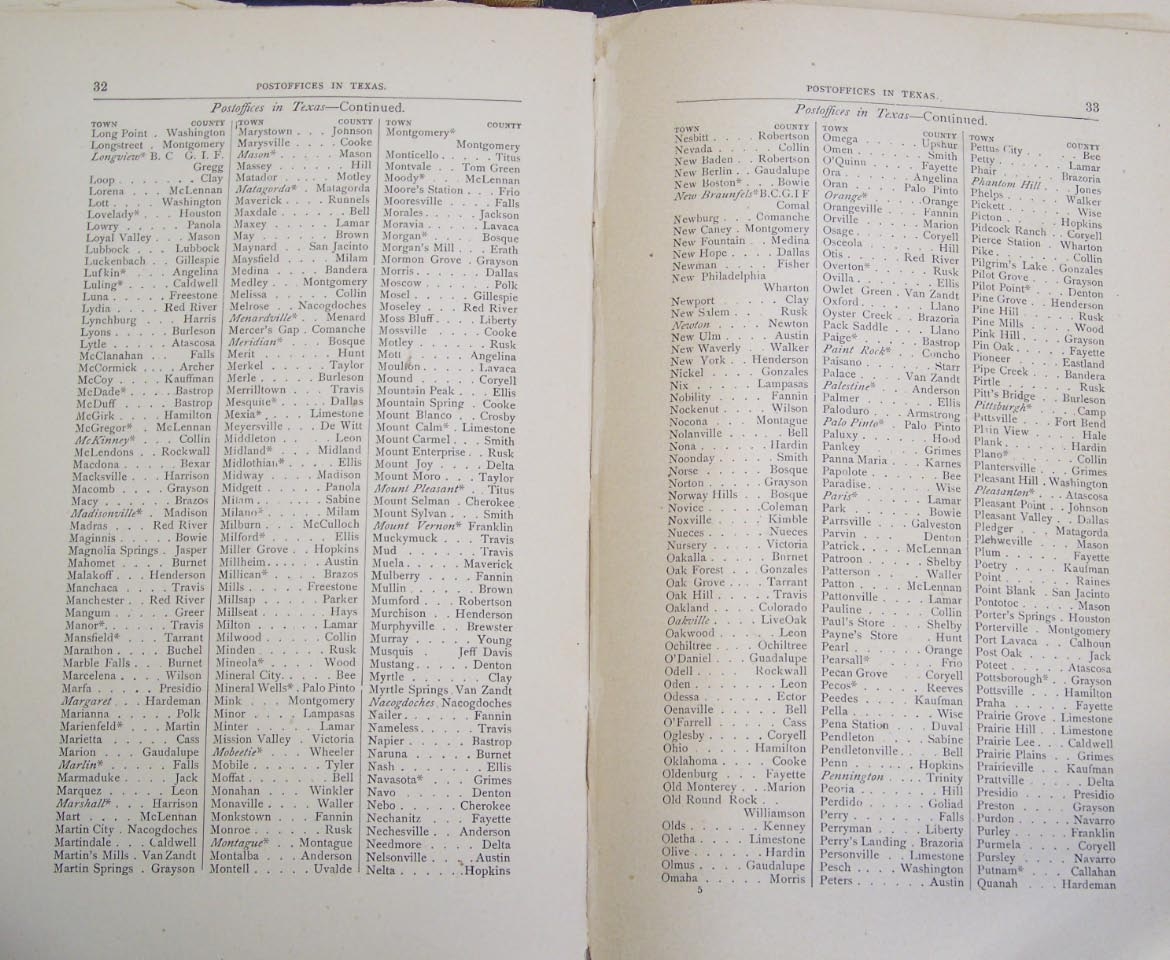 32
POSTOFFICES IN TEXAS.
Postoffices in Texas—Continued.
TOWN COUNTY
Long Point . Washington
Longstreet . Montgomery
Longview* B. C G. I. F.
Gregg
Loop . . . . . Clay
Lorena . . . McLennan
Lott . . . Washington
Lovelady* . . Houston
Lowry . . . . Panola
Loyal Valley . . Mason
Lubbock . . Lubbock
Luckenbach . . Gillespie
Lufkin* . . . Angelina
Luling* . . . Caldwell
Luna . . . . Freestone
Lydia . . . Red River
Lynchburg . . Harris
Lyons . . . . Burleson
Lytle . . . . Atascosa
McClanahan . . Falls
McCormick . . Archer
McCoy . . . Kauffman
McDade* . . . Bastrop
McDuff . . . Bastrop
McGirk . . . Hamilton
McGregor* . McLennan
McKinney* . . . Collin
McLendons . Rockwall
Macdona . . . Bexar
Macksville . . Harrison
Macomb . . . Grayson
Macy . . . . Brazos
Madisonville* . Madison
Madras . . Red River
Maginnis . . . Bowie
Magnolia Springs . Jasper
Mahomet . . . Burnet
Malakoff . . Henderson
Manchaca . . . Travis
Manchester . Red River
Mangum . . . Greer
Manor* . . . . Travis
Mansfield* . . Tarrant
Marathon . . . Buchel
Marble Falls . . Burnet
Marcelena . . . Wilson
Marfa . . . . Presidio
Margaret . . Hardeman
Marianna . . . . Polk
Marienfeld* . . Martin
Marietta . . . . Cass
Marion . . Gaudalupe
Marlin* . . . . Falls
Marmaduke . . . Jack
Marquez . . . . Leon
Marshall* . . . Harrison
Mart . . . McLennan
Martin City . Nacogdoches
Martindale . . . Caldwell
Martin's Mills . Van Zandt
Martin Springs . Grayson
TOWN COUNTY
Marystown . . . Johnson
Marysville . . . Cooke
Mason* . . . . Mason
Massey . . . . Hill
Matador . . . Motley
Matagorda* . Matagorda
Maverick . . . Runnels
Maxdale . . . . Bell
Maxey . . . . Lamar
May . . . . . Brown
Maynard . . San Jacinto
Maysfield . . . Milam
Medina . . . Bandera
Medley . . Montgomery
Melissa . . . . Collin
Melrose . Nacogdoches
Menardville* . . Menard
Mercer's Gap . Comanche
Meridian* . . . Bosque
Merit . . . . Hunt
Merkel . . . . Taylor
Merle . . . . Burleson
Merrilltown . . . Travis
Mesquite* . . . Dallas
Mexia* . . . Limestone
Meyersville . . De Witt
Middleton . . . Leon
Midland* . . Midland
Midlothian* . . . Ellis
Midway . . . Madison
Midgett . . . Panola
Milam . . . . Sabine
Milano* . . . Milam
Milburn . . McCulloch
Milford* . . . . Ellis
Miller Grove . . Hopkins
Millheim . . . . Austin
Millican* . . . Brazos
Mills . . . . Freestone
Millsap . . . . Parker
Millseat . . . . Hays
Milton . . . . Lamar
Milwood . . . Collin
Minden . . . . Rusk
Mineola* . . . Wood
Mineral City . . . Bee
Mineral Wells* . Palo Pinto
Mink . . . Montgomery
Minor . . . Lampasas
Minter . . . . Lamar
Mission Valley . Victoria
Mobeetie* . . Wheeler
Mobile . . . . Tyler
Moffat . . . . . Bell
Monahan . . . Winkler
Monaville . . . Waller
Monkstown . . Fannin
Monroe . . . . Rusk
Montague* . . Montague
Montalba . . Anderson
Montell . . . Uvalde
TOWN COUNTY
Montgomery*
Montgomery
Monticello . . . . . Titus
Montvale . . Tom Green
Moody* . . . McLennan
Moore's Station . . . Frio
Mooresville . . . Falls
Morales . . . . Jackson
Moravia . . . . Lavaca
Morgan* . . . . Bosque
Morgan's Mill . . Erath
Mormon Grove . Grayson
Morris . . . . . Dallas
Moscow . . . . . Polk
Mosel . . . . Gillespie
Moseley . . . Red River
Moss Bluff . . . Liberty
Mossville . . . Cooke
Motley . . . . . Rusk
Mott . . . . Angelina
Moulton . . . . Lavaca
Mound . . . . Coryell
Mountain Peak . . Ellis
Mountain Spring . Cooke
Mount Blanco . . Crosby
Mount Calm* . Limestone
Mount Carmel . . Smith
Mount Enterprise . Rusk
Mount Joy . . . Delta
Mount Moro . . Taylor
Mount Pleasant* . Titus
Mount Selman . Cherokee
Mount Sylvan . . Smith
Mount Vernon* Franklin
Muckymuck . . . Travis
Mud . . . . . Travis
Muela . . . . Maverick
Mulberry . . . . Fannin
Mullin . . . . . Brown
Mumford . . Robertson
Murchison . . Henderson
Murphyville . . Brewster
Murray . . . . Young
Musquis . . Jeff Davis
Mustang . . . . Denton
Myrtle . . . . . Clay
Myrtle Springs Van Zandt
Nacogdoches Nacogdoches
Nailer . . . . . Fannin
Nameless . . . . Travis
Napier . . . . Bastrop
Naruna . . . . Burnet
Nash . . . . . . Ellis
Navasota* . . . Grimes
Navo . . . . . Denton
Nebo . . . . Cherokee
Nechanitz . . . Fayette
Nechesville . . Anderson
Needmore . . . . Delta
Nelsonville . . . Austin
Nelta . . . . . Hopkins
POSTOFFICES IN TEXAS.
33
Postoffices in Texas—Continued.
TOWN COUNTY
Nesbitt . . . . Robertson
Nevada . . . . . Collin
New Baden . . Robertson
New Berlin . . Gaudalupe
New Boston* . . . Bowie
New Braunfels* B.C.G I F
Comal
Newburg . . Comanche
New Caney . Montgomery
New Fountain . . Medina
New Hope . . . Dallas
Newman . . . . Fisher
New Philadelphia
Wharton
Newport . . . . Clay
New Salem . . . Rusk
Newton . . . . Newton
New Ulm . . . Austin
New Waverly . . Walker
New York . . Henderson
Nickel . . . . Gonzales
Nix . . . . . Lampasas
Nobility . . . . Fannin
Nockenut . . . Wilson
Nocona . . . Montague
Nolanville . . . . Bell
Nona . . . . . Hardin
Noonday . . . . Smith
Norse . . . . . Bosque
Norton . . . . Grayson
Norway Hills . . Bosque
Novice . . . . Coleman
Noxville . . . . Kimble
Nueces . . . . Nueces
Nursery . . . . Victoria
Oakalla . . . . Burnet
Oak Forest . . Gonzales
Oak Grove . . . Tarrant
Oak Hill . . . . Travis
Oakland . . . Colorado
Oakville . . . . LiveOak
Oakwood . . . . Leon
Ochiltree . . . Ochiltree
O'Daniel . . . Guadalupe
Odell . . . . Rockwall
Oden . . . . . . Leon
Odessa . . . . . Ector
Oenaville . . . . Bell
O'Farrell . . . . Cass
Oglesby . . . . Coryell
Ohio . . . . Hamilton
Oklahoma . . . Cooke
Oldenburg . . . Fayette
Old Monterey . . Marion
Old Round Rock . .
Williamson
Olds . . . . . . Kenney
Oletha . . . . Limestone
Olive . . . . . Hardin
Olmus . . . . Gaudalupe
Omaha . . . . . Morris
5
TOWN COUNTY
Omega . . . . . Upshur
Omen . . . . . Smith
O'Quinn . . . . Fayette
Ora . . . . . Angelina
Oran . . . . Palo Pinto
Orange* . . . . Orange
Orangeville . . . Fannin
Orville . . . . Marion
Osage . . . . . Coryell
Osceola . . . . . Hill
Otis . . . . Red River
Overton* . . . . Rusk
Ovilla . . . . . . Ellis
Owlet Green . Van Zandt
Oxford . . . . . Llano
Oyster Creek . . Brazoria
Pack Saddle . . . Llano
Paige* . . . . Bastrop
Paint Rock* . . Concho
Paisano . . . . . Starr
Palace . . . Van Zandt
Palestine* . . Anderson
Palmer . . . . . Ellis
Paloduro . . Armstrong
Palo Pinto* . Palo Pinto
Paluxy . . . . . Hood
Pankey . . . . Grimes
Panna Maria . . Karnes
Papolote . . . . . Bee
Paradise . . . . . Wise
Paris* . . . . . Lamar
Park . . . . . Bowie
Parrsville . . Galveston
Parvin . . . . Denton
Patrick . . . McLennan
Patroon . . . . Shelby
Patterson . . . Waller
Patton . . . McLennan
Pattonville . . . Lamar
Pauline . . . . Collin
Paul's Store . . . Shelby
Payne's Store . . . Hunt
Pearl . . . . . Orange
Pearsall* . . . . Frio
Pecan Grove . . Coryell
Pecos* . . . . Reeves
Peedes . . . Kaufman
Pella . . . . . . Wise
Pena Station . . Duval
Pendleton . . . Sabine
Pendletonville . . . Bell
Penn . . . . . Hopkins
Pennington . . . Trinity
Peoria . . . . . . Hill
Perdido . . . . Goliad
Perry . . . . . . Falls
Perryman . . . Liberty
Perry's Landing . Brazoria
Personville . . Limestone
Pesch . . . Washington
Peters . . . . . Austin
TOWN COUNTY
Pettus City . . . . Bee
Petty . . . . . Lamar
Phair . . . . Brazoria
Phantom Hill . . Jones
Phelps . . . . Walker
Pickett . . . . . Wise
Picton . . . . Hopkins
Pidcock Ranch . . Coryell
Pierce Station . Wharton
Pike . . . . . . Collin
Pilgrim's Lake . Gonzales
Pilot Grove . . . Grayson
Pilot Point* . . . Denton
Pine Grove . Henderson
Pine Hill . . . . Rusk
Pine Mills . . . Wood
Pink Hill . . . Grayson
Pin Oak . . . . Fayette
Pioneer . . . Eastland
Pipe Creek . . Bandera
Pirtle . . . . . Rusk
Pitt's Bridge . . Burleson
Pittsburgh* . . . Camp
Pittsville . . Fort Bend
Plain View . . . Hale
Plank . . . . . Hardin
Plano* . . . . Collin
Plantersville . . Grimes
Pleasant Hill . Washington
Pleasanton* . . Atascosa
Pleasant Point . . Johnson
Pleasant Valley . . Dallas
Pledger . . . Matagorda
Plehweville . . . Mason
Plum . . . . . Fayette
Poetry . . . . Kaufman
Point . . . . . Raines
Point Blank . San Jacinto
Pontotoc . . . . Mason
Porter's Springs . Houston
Porterville . Montgomery
Port Lavaca . . Calhoun
Post Oak . . . . Jack
Poteet . . . . Atascosa
Pottsborough* . . Grayson
Pottsville . . . Hamilton
Praha . . . . . Fayette
Prairie Grove . Limestone
Prairie Hill . . Limestone
Prairie Lee . . . Caldwell
Prairie Plains . . Grimes
Prairieville . . Kaufman
Prattville . . . . Delta
Presidio . . . . Presidio
Preston . . . . Grayson
Purdon . . . . Navarro
Purley . . . . Franklin
Purmela . . . . Coryell
Pursley . . . . Navarro
Putnam* . . . Callahan
Quanah . . . Hardeman